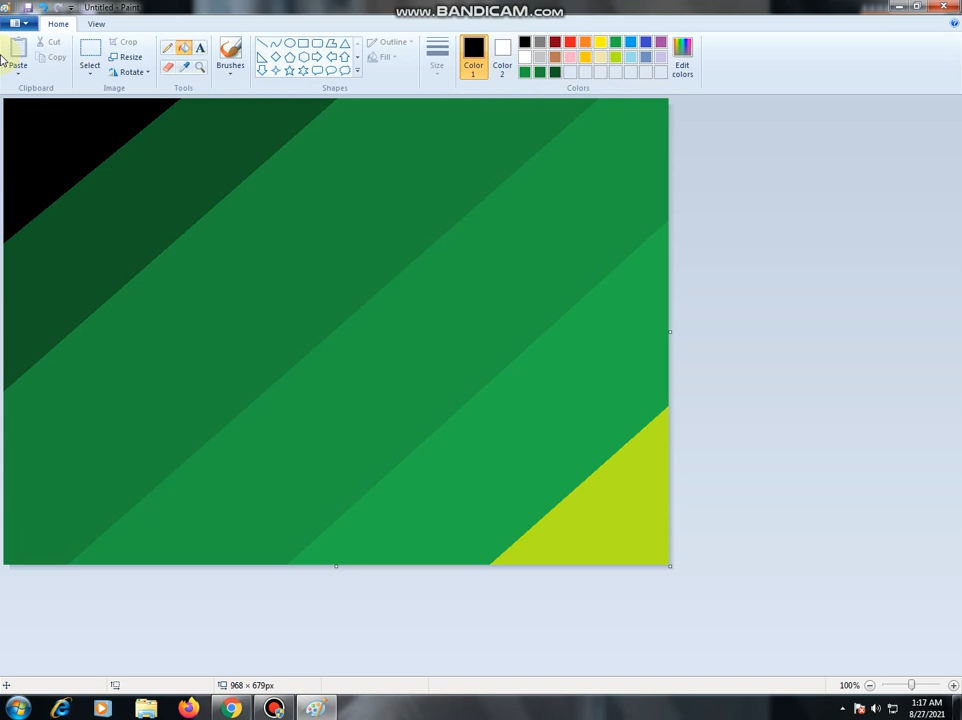 Untitled - Paint
www.BANDICAM.com
Home
View
Paste
Cut
Copy
Clipboard
Select
Crop
Resize
Rotate
Image
A
Tools
Brushes
Outline
Fill
Shapes
Size
Color
1
Color
2
Edit
colors
Colors
968 × 679px
100%
1:17 AM
8/27/2021